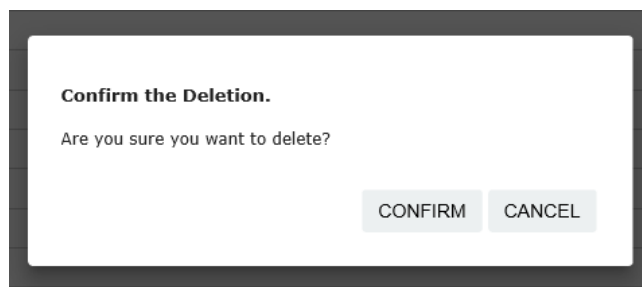 Confirm the Deletion.
Are you sure you want to delete?
CONFIRM CANCEL